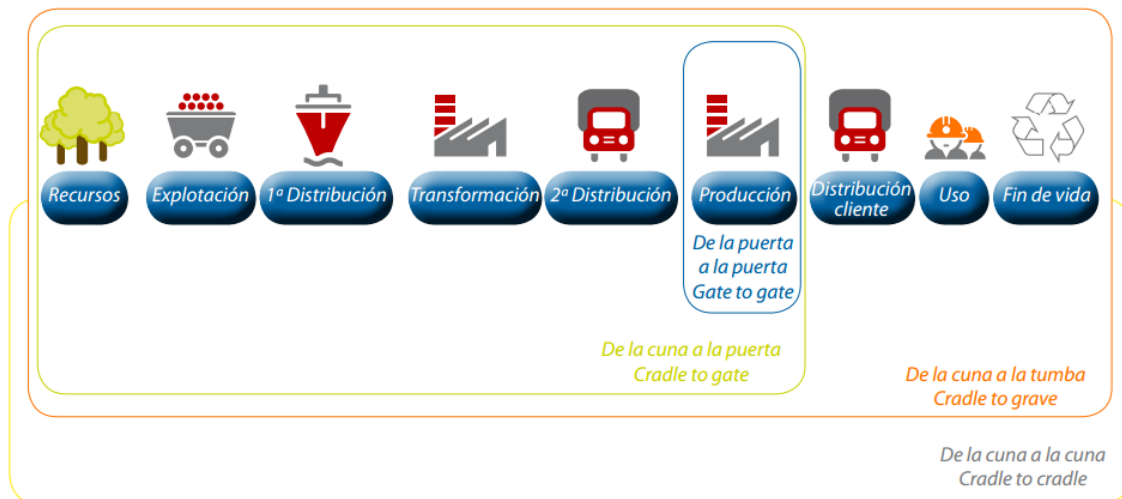 Recursos
Explotación
1ª Distribución
Transformación
2ª Distribución
Producción
Distribución
cliente
Uso
Fin de vida
De la puerta
a la puerta
Gate to gate
De la cuna a la puerta
Cradle to gate
De la cuna a la tumba
Cradle to grave
De la cuna a la cuna
Cradle to cradle